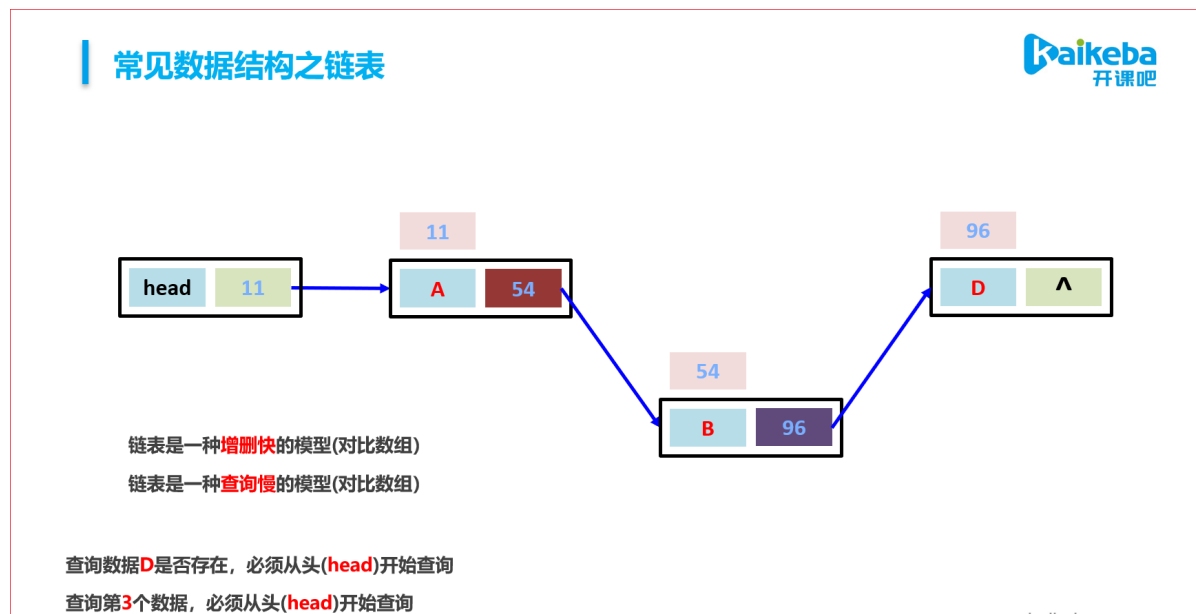 常见数据结构之链表
Kaikeba
开课吧
11
96
head 11
A 54
D ^
54
B 96
链表是一种增删快的模型(对比数组)
链表是一种查询慢的模型(对比数组)
查询数据D是否存在，必须从头(head)开始查询
查询第3个数据，必须从头(head)开始查询